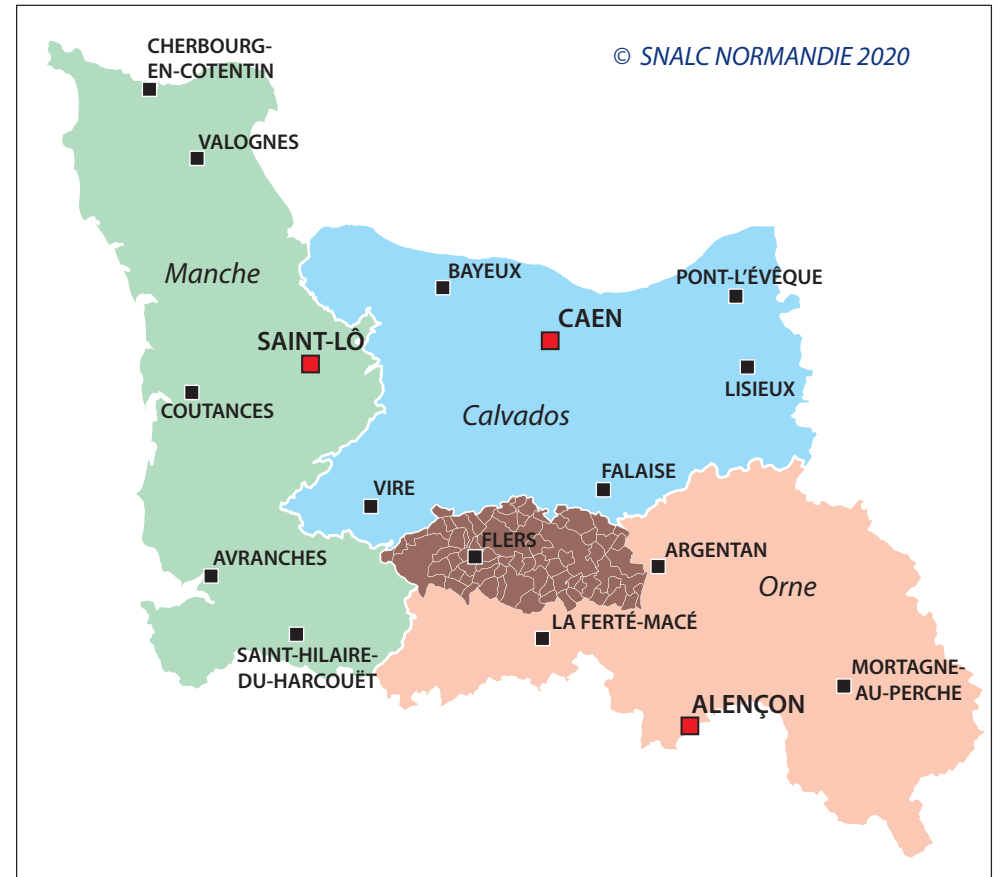 CHERBOURG-
EN-COTENTIN
© SNALC NORMANDIE 2020
VALOGNES
Manche
BAYEUX
PONT-L'ÉVÊQUE
CAEN
SAINT-LÔ
LISIEUX
COUTANCES
Calvados
FALAISE
VIRE
FLERS
ARGENTAN
AVRANCHES
Orne
LA FERTÉ-MACÉ
SAINT-HILAIRE-
DU-HARCOUËT
MORTAGNE-
AU-PERCHE
ALENÇON